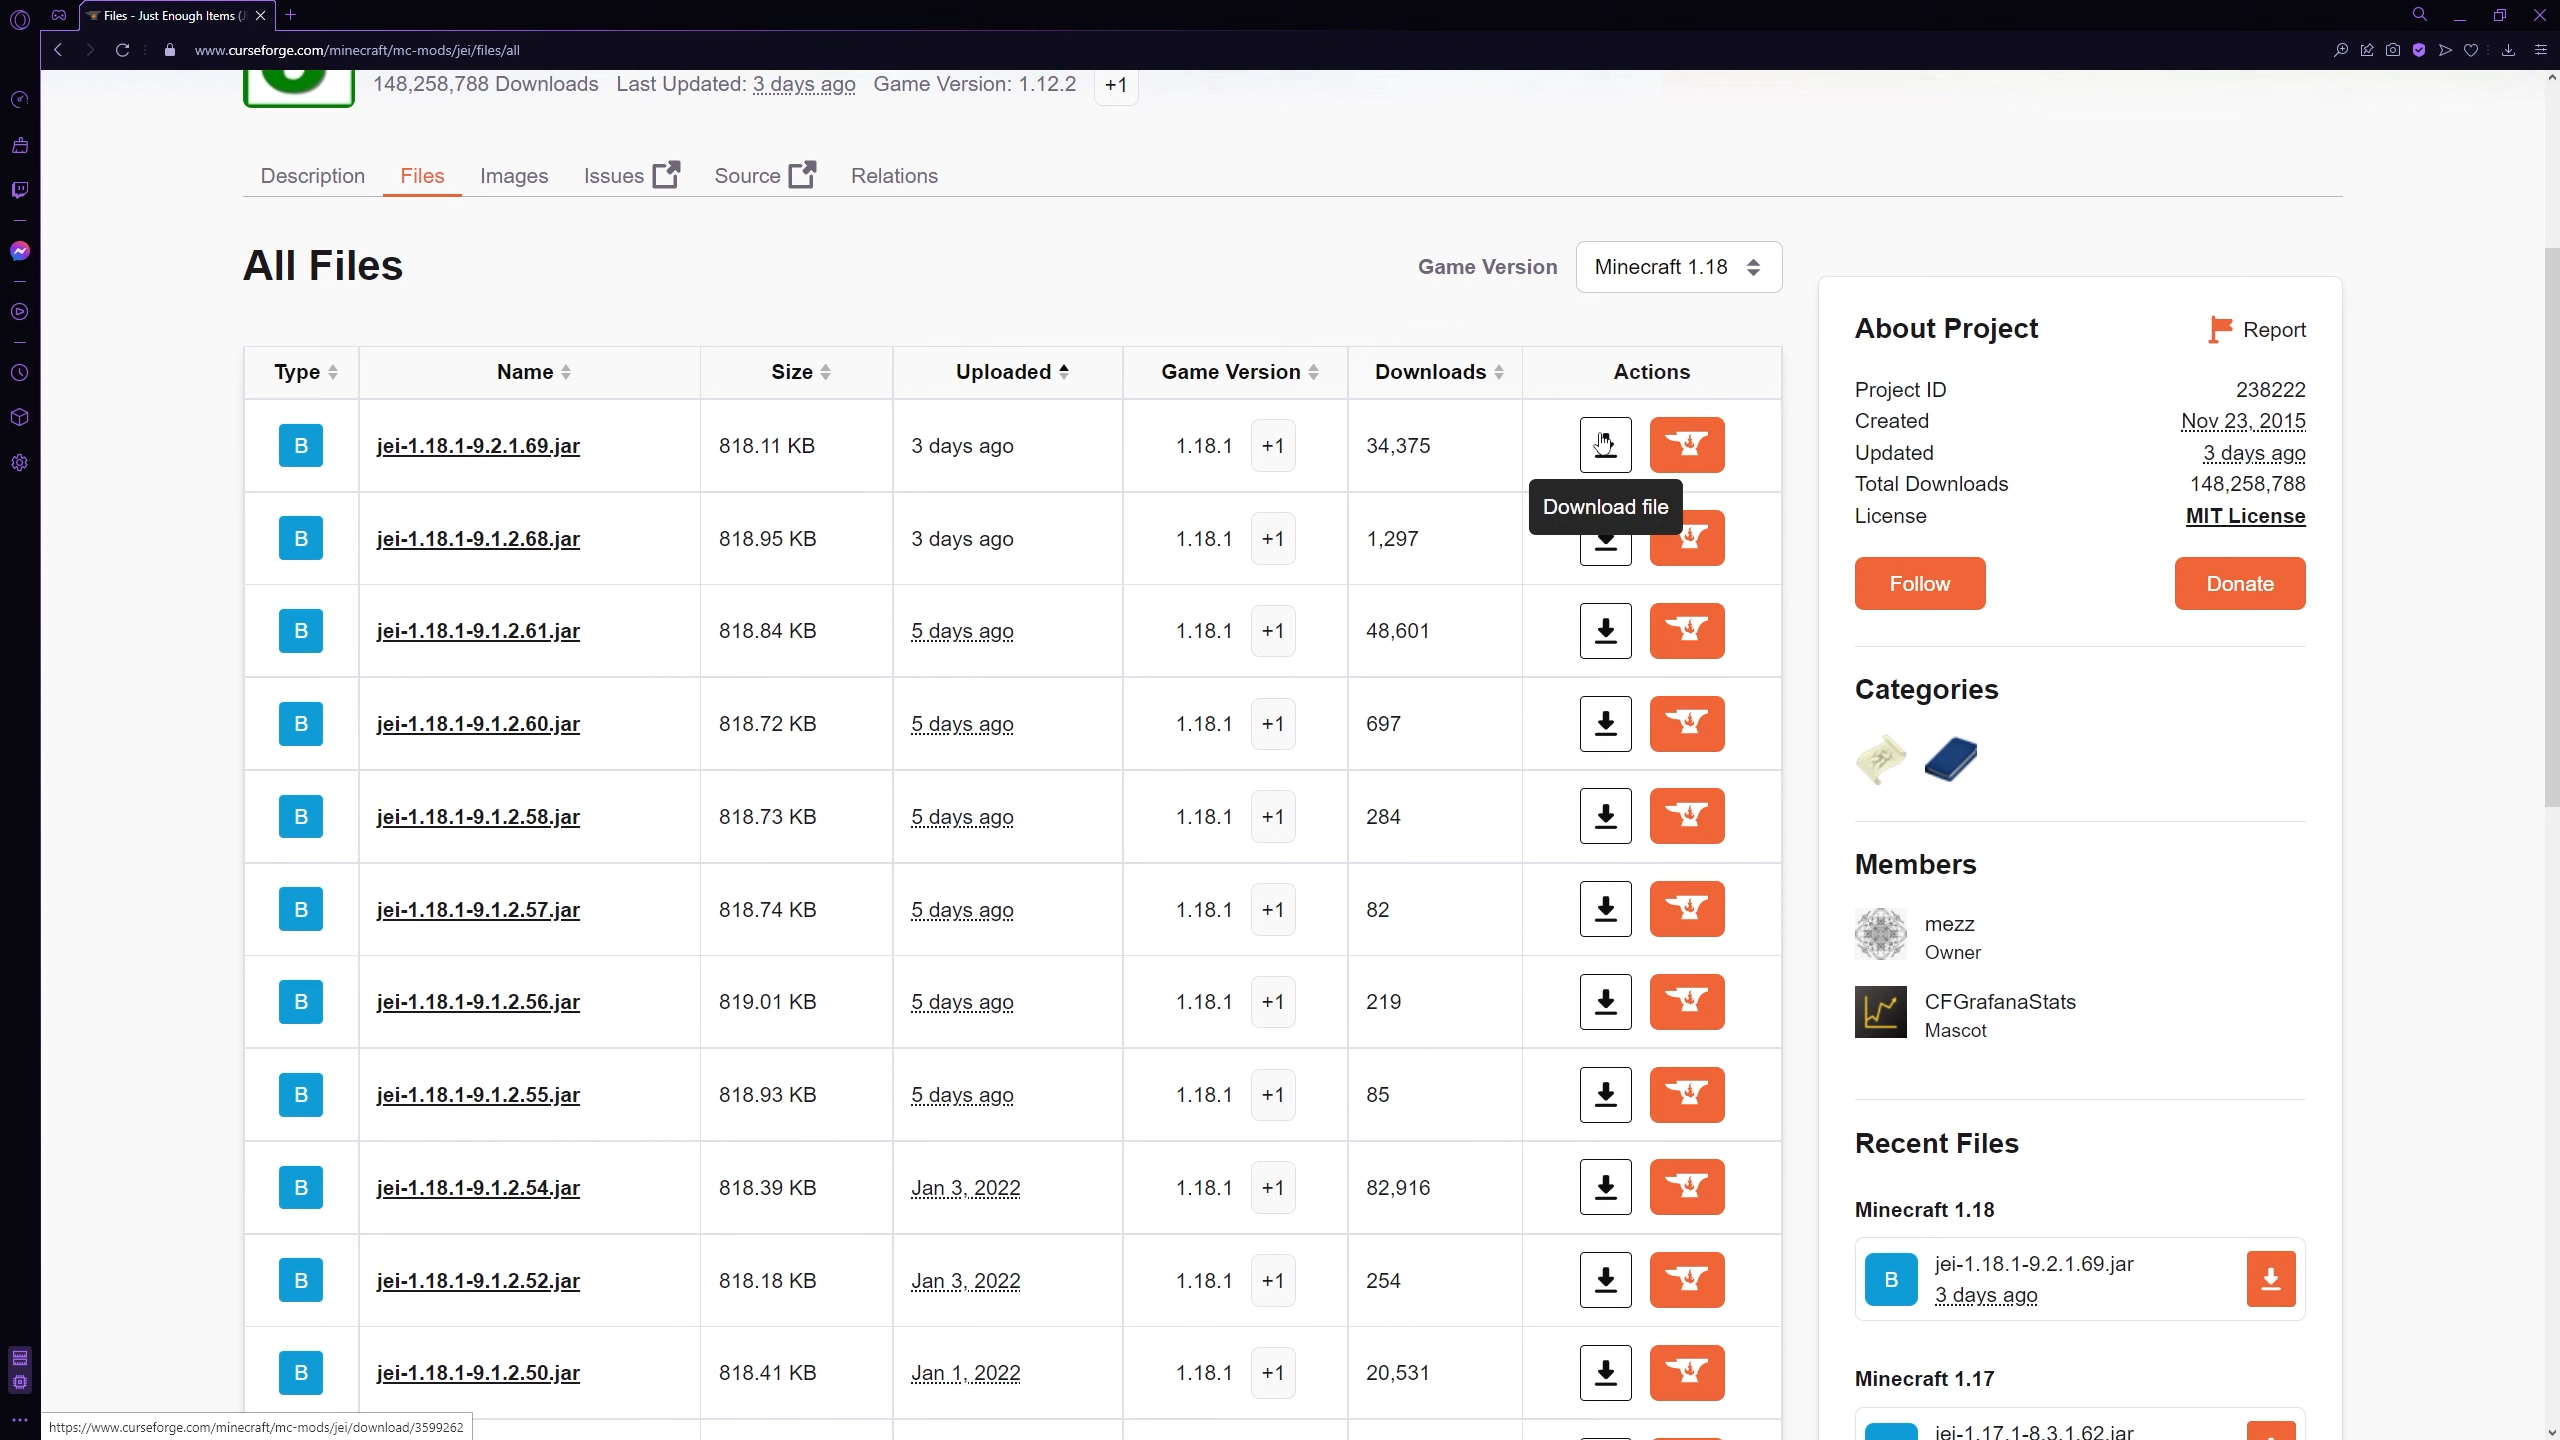 Files - Just Enough Items (J
www.curseforge.com/minecraft/mc-mods/jei/files/all
148,258,788 Downloads Last Updated: 3 days ago Game Version: 1.12.2 +1
Description Files Images Issues Source Relations
All Files
Game Version Minecraft 1.18
Type Name Size Uploaded Game Version Downloads Actions
B jei-1.18.1-9.2.1.69.jar 818.11 KB 3 days ago 1.18.1 +1 34,375
Download file
B jei-1.18.1-9.1.2.68.jar 818.95 KB 3 days ago 1.18.1 +1 1,297
B jei-1.18.1-9.1.2.61.jar 818.84 KB 5 days ago 1.18.1 +1 48,601
B jei-1.18.1-9.1.2.60.jar 818.72 KB 5 days ago 1.18.1 +1 697
B jei-1.18.1-9.1.2.58.jar 818.73 KB 5 days ago 1.18.1 +1 284
B jei-1.18.1-9.1.2.57.jar 818.74 KB 5 days ago 1.18.1 +1 82
B jei-1.18.1-9.1.2.56.jar 819.01 KB 5 days ago 1.18.1 +1 219
B jei-1.18.1-9.1.2.55.jar 818.93 KB 5 days ago 1.18.1 +1 85
B jei-1.18.1-9.1.2.54.jar 818.39 KB Jan 3, 2022 1.18.1 +1 82,916
B jei-1.18.1-9.1.2.52.jar 818.18 KB Jan 3, 2022 1.18.1 +1 254
B jei-1.18.1-9.1.2.50.jar 818.41 KB Jan 1, 2022 1.18.1 +1 20,531
About Project Report
Project ID 238222
Created Nov 23, 2015
Updated 3 days ago
Total Downloads 148,258,788
License MIT License
Follow Donate
Categories
Members
mezz
Owner
CFGrafanaStats
Mascot
Recent Files
Minecraft 1.18
B jei-1.18.1-9.2.1.69.jar
3 days ago
Minecraft 1.17
jei-1.17.1-8.3.1.62.jar
https://www.curseforge.com/minecraft/mc-mods/jei/download/3599262